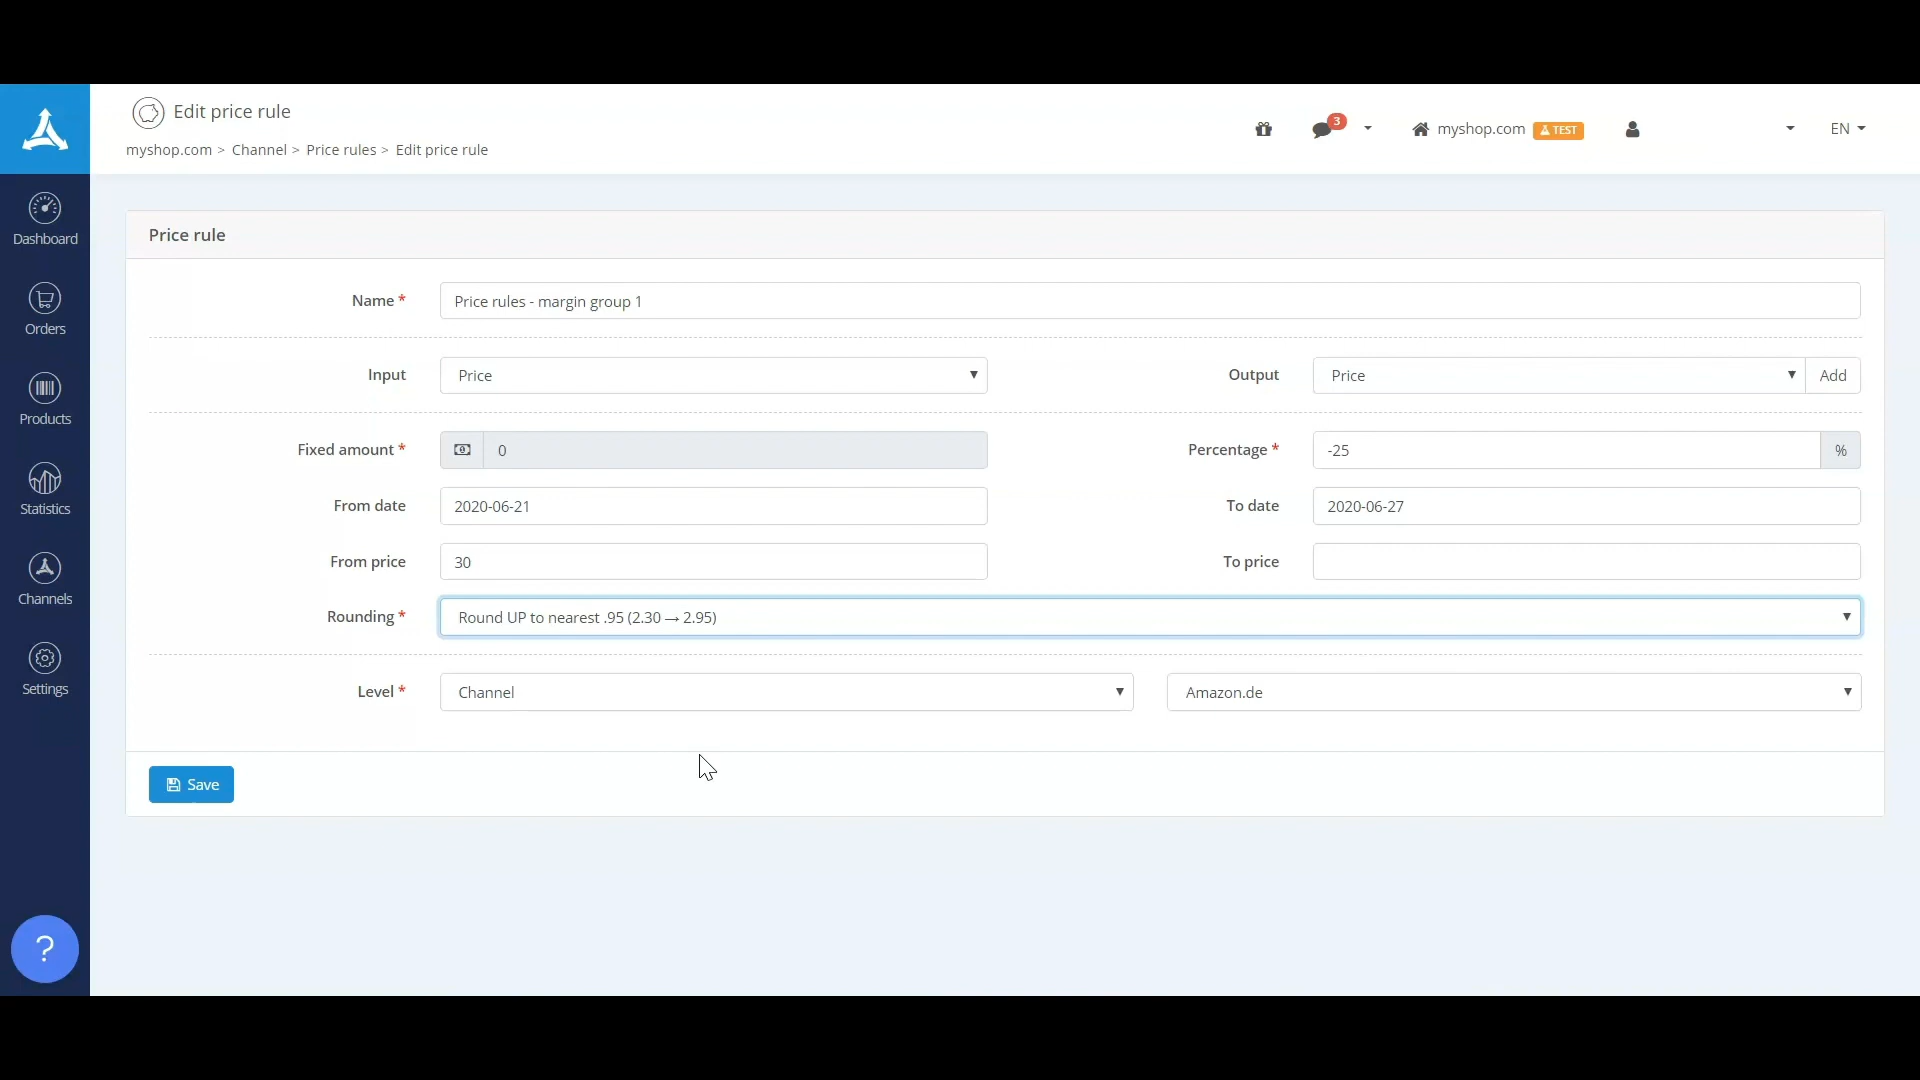 Edit price rule
3
myshop.com TEST
EN
myshop.com > Channel > Price rules > Edit price rule
Dashboard
Orders
Products
Statistics
Channels
Settings
?
Price rule
Name * Price rules - margin group 1
Input Price Output Price Add
Fixed amount * 0 Percentage * -25 %
From date 2020-06-21 To date 2020-06-27
From price 30 To price
Rounding * Round UP to nearest .95 (2.30 → 2.95)
Level * Channel Amazon.de
Save